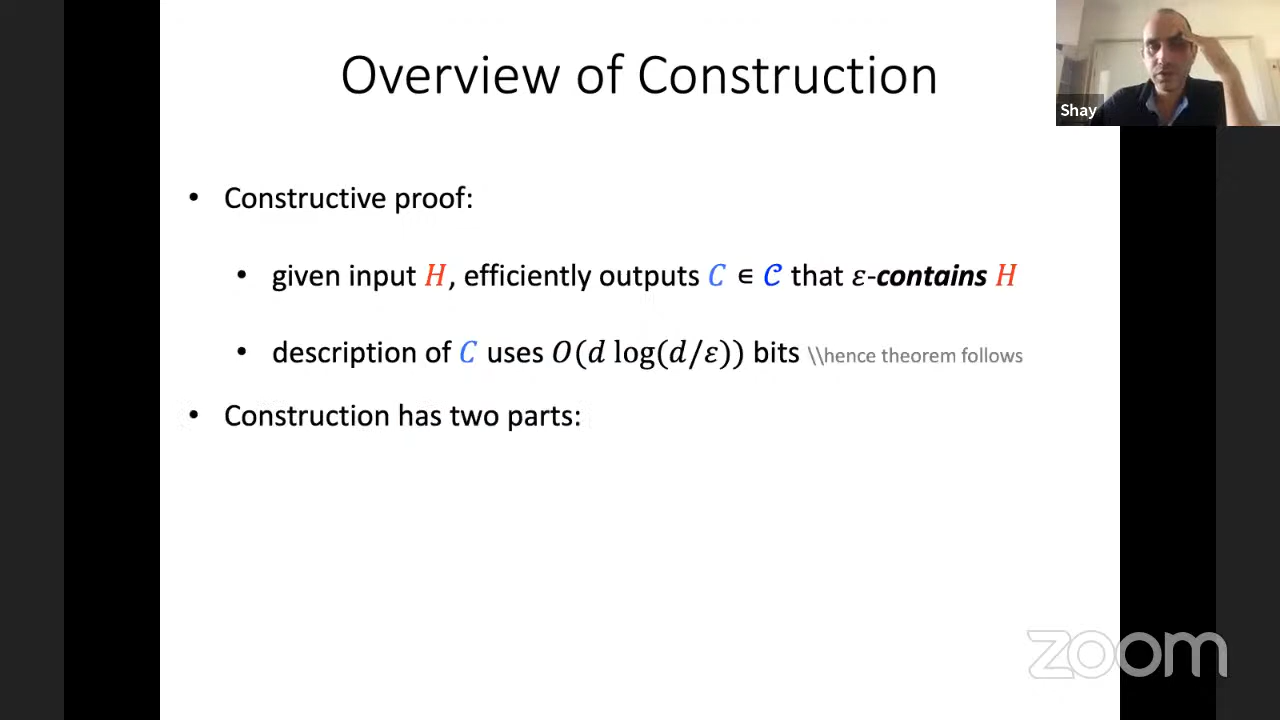 Overview of Construction
Shay
• Constructive proof:
• given input H, efficiently outputs C ∈ 𝒞 that ε-contains H
• description of C uses O(d log(d/ε)) bits \\hence theorem follows
• Construction has two parts:
zoom